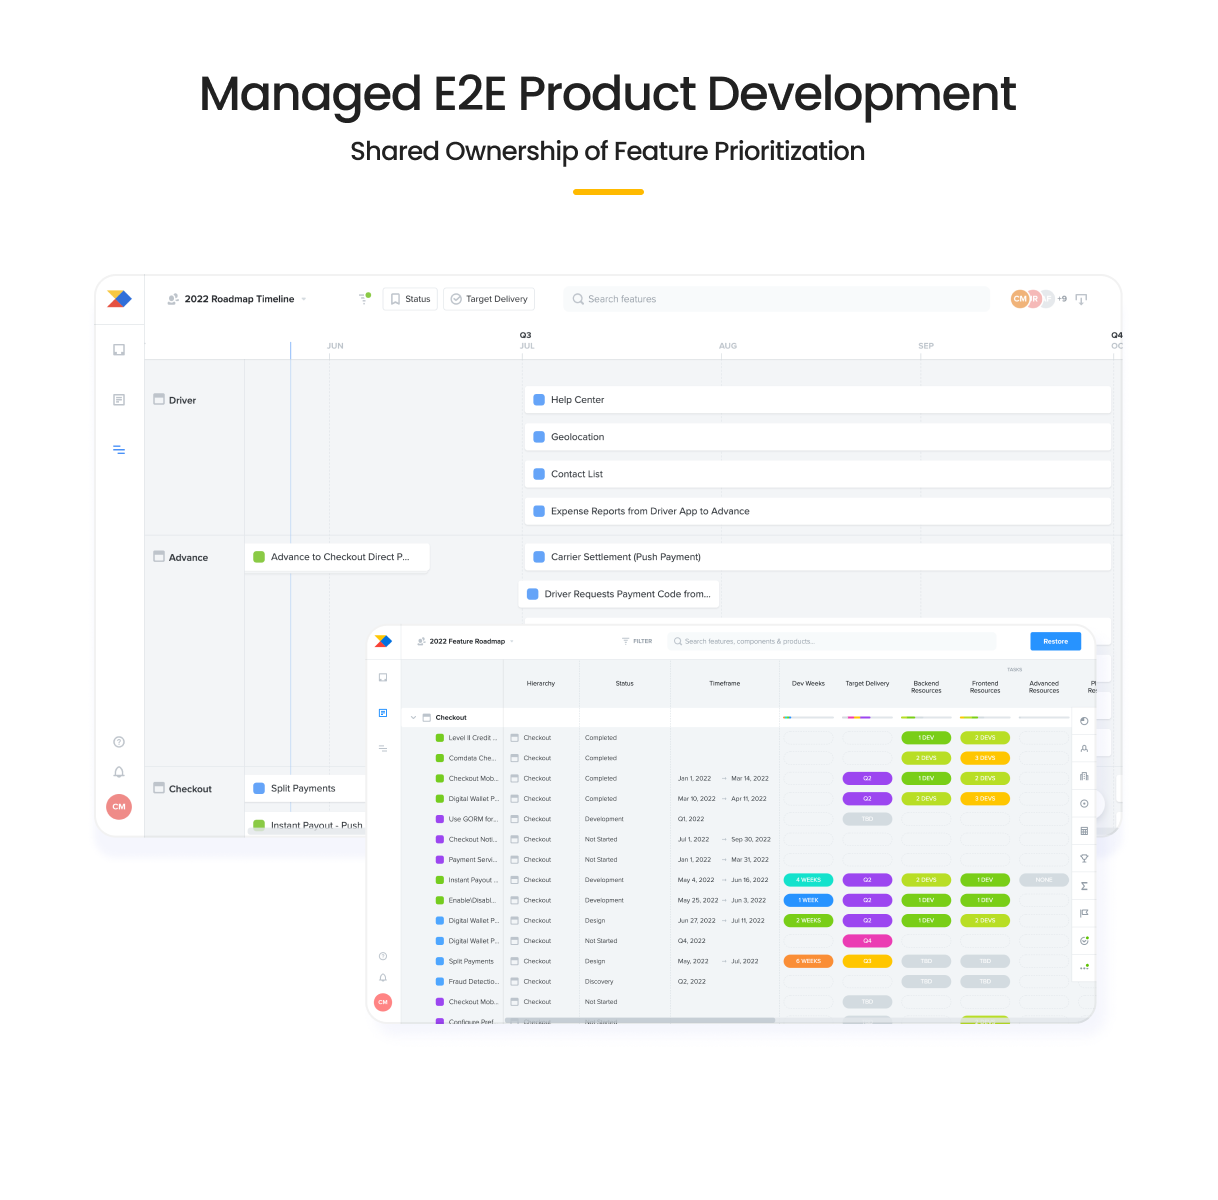 Managed E2E Product Development
Shared Ownership of Feature Prioritization
2022 Roadmap Timeline
Status
Target Delivery
Search features
CM
+9
Q3
Q4
JUN
JUL
AUG
SEP
Driver
Help Center
Geolocation
Contact List
Expense Reports from Driver App to Advance
Advance
Advance to Checkout Direct P...
Carrier Settlement (Push Payment)
Driver Requests Payment Code from...
Checkout
Split Payments
Instant Payout - Push
CM
2022 Feature Roadmap
FILTER
Search features, components & products...
Restore
TASKS
Hierarchy Status Timeframe Dev Weeks Target Delivery Backend Resources Frontend Resources Advanced Resources
Checkout
Level II Credit ... Checkout Completed 1 DEV 2 DEVS
Comdata Che... Checkout Completed 2 DEVS 3 DEVS
Checkout Mob... Checkout Completed Jan 1, 2022 → Mar 14, 2022 Q2 1 DEV 2 DEVS
Digital Wallet P... Checkout Completed Mar 10, 2022 → Apr 11, 2022 Q2 2 DEVS 3 DEVS
Use GORM for... Checkout Development Q1, 2022 TBD
Checkout Noti... Checkout Not Started Jul 1, 2022 → Sep 30, 2022
Payment Servi... Checkout Not Started Jan 1, 2022 → Mar 31, 2022
Instant Payout ... Checkout Development May 4, 2022 → Jun 16, 2022 4 WEEKS Q2 2 DEVS 1 DEV NONE
Enable\Disabl... Checkout Development May 25, 2022 → Jun 3, 2022 1 WEEK Q2 1 DEV 1 DEV
Digital Wallet P... Checkout Design Jun 27, 2022 → Jul 11, 2022 2 WEEKS Q2 1 DEV 2 DEVS
Digital Wallet P... Checkout Not Started Q4, 2022 Q4
Split Payments Checkout Design May, 2022 → Jul, 2022 6 WEEKS Q3 TBD TBD
Fraud Detectio... Checkout Discovery Q2, 2022 TBD TBD
Checkout Mob... Checkout Not Started TBD
Configure Pref...
CM